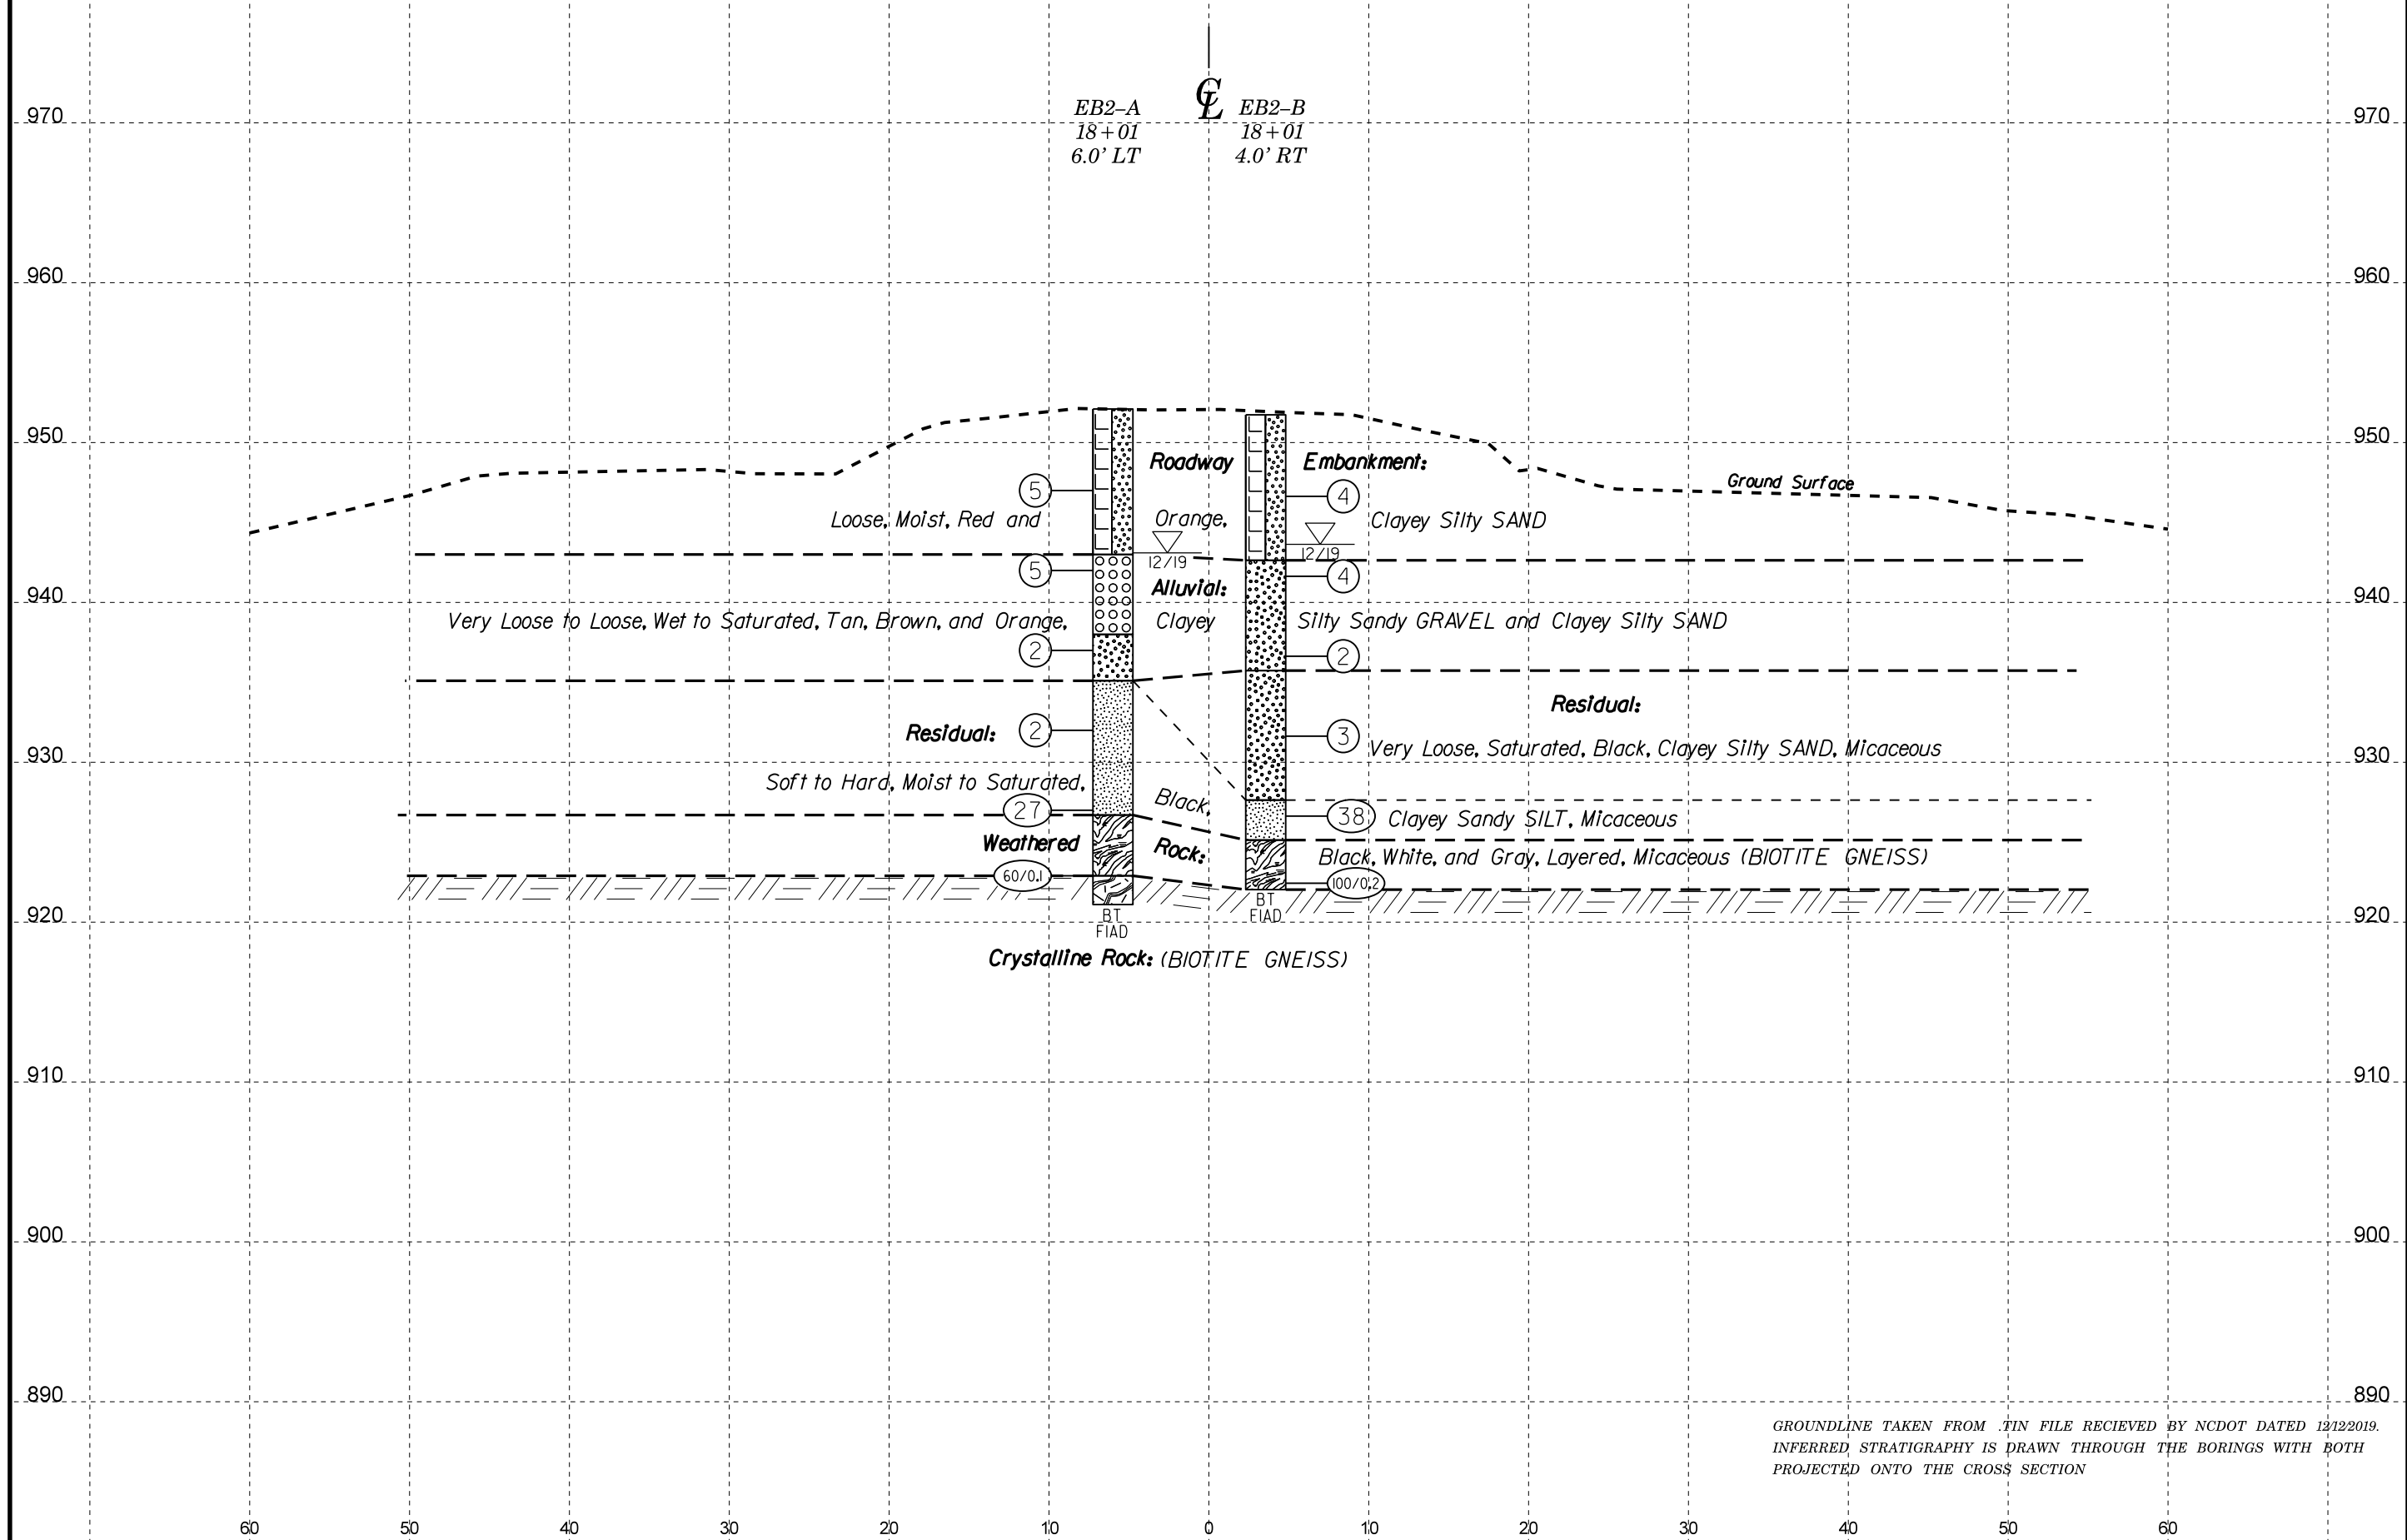 ℄
EB2-A
18+01
6.0' LT
EB2-B
18+01
4.0' RT
970 970
960 960
950 950
Roadway Embankment:
Ground Surface
5 4
Loose, Moist, Red and Orange, Clayey Silty SAND
12/19 12/19
5 4
Alluvial:
940 940
Very Loose to Loose, Wet to Saturated, Tan, Brown, and Orange, Clayey Silty Sandy GRAVEL and Clayey Silty SAND
2 2
Residual:
Residual: 2 3
Very Loose, Saturated, Black, Clayey Silty SAND, Micaceous
930 930
Soft to Hard, Moist to Saturated, Black, Clayey Sandy SILT, Micaceous
27 38
Weathered Rock: Black, White, and Gray, Layered, Micaceous (BIOTITE GNEISS)
60/0.1 100/0.2
920 920
BT
FIAD
BT
FIAD
Crystalline Rock: (BIOTITE GNEISS)
910 910
900 900
890 890
GROUNDLINE TAKEN FROM .TIN FILE RECIEVED BY NCDOT DATED 12/12/2019.
INFERRED STRATIGRAPHY IS DRAWN THROUGH THE BORINGS WITH BOTH
PROJECTED ONTO THE CROSS SECTION
60 50 40 30 20 10 0 10 20 30 40 50 60